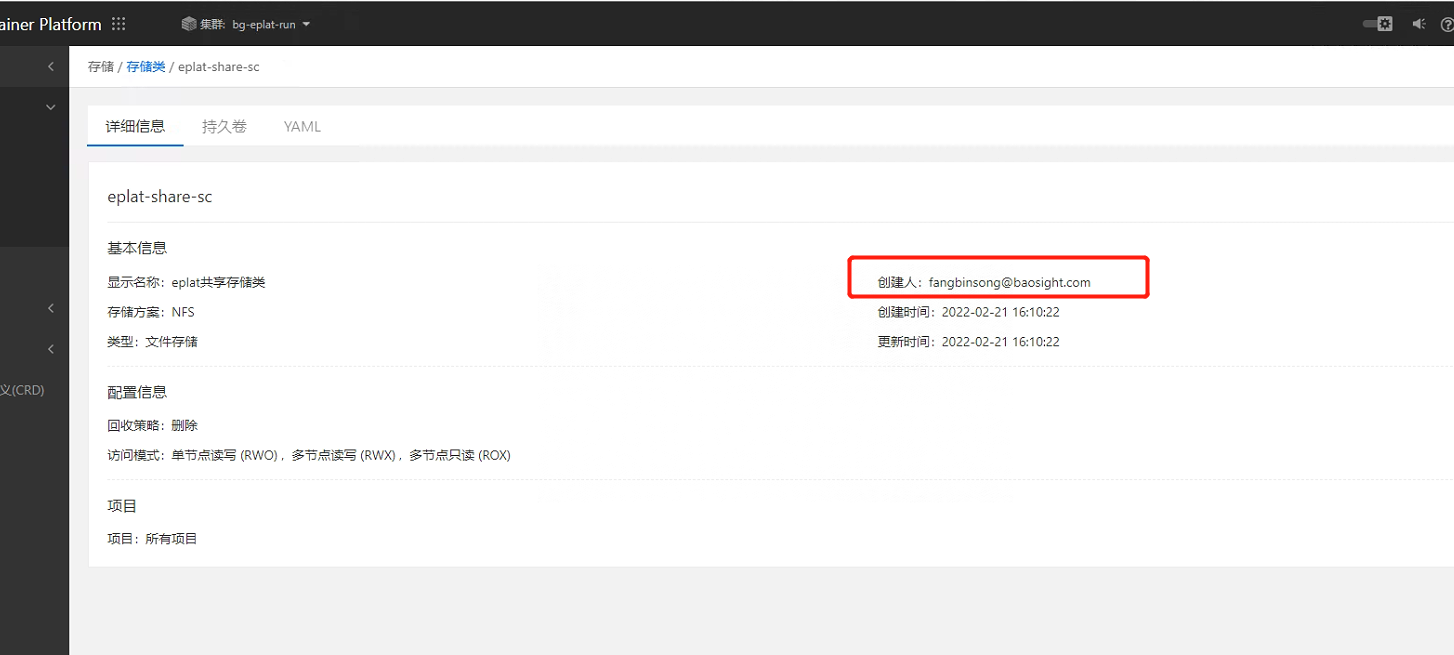 ainer Platform
集群: bg-eplat-run
存储 / 存储类 / eplat-share-sc
详细信息 持久卷 YAML
eplat-share-sc
基本信息
显示名称: eplat共享存储类
创建人: fangbinsong@baosight.com
存储方案: NFS
创建时间: 2022-02-21 16:10:22
类型: 文件存储
更新时间: 2022-02-21 16:10:22
义(CRD)
配置信息
回收策略: 删除
访问模式: 单节点读写 (RWO) , 多节点读写 (RWX) , 多节点只读 (ROX)
项目
项目: 所有项目